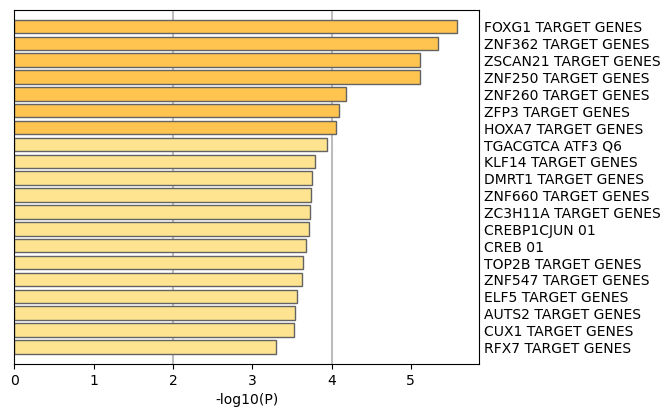 FOXG1 TARGET GENES
ZNF362 TARGET GENES
ZSCAN21 TARGET GENES
ZNF250 TARGET GENES
ZNF260 TARGET GENES
ZFP3 TARGET GENES
HOXA7 TARGET GENES
TGACGTCA ATF3 Q6
KLF14 TARGET GENES
DMRT1 TARGET GENES
ZNF660 TARGET GENES
ZC3H11A TARGET GENES
CREBP1CJUN 01
CREB 01
TOP2B TARGET GENES
ZNF547 TARGET GENES
ELF5 TARGET GENES
AUTS2 TARGET GENES
CUX1 TARGET GENES
RFX7 TARGET GENES
0 1 2 3 4 5
-log10(P)